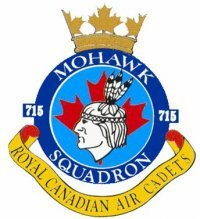 MOHAWK
715 715
SQUADRON
ROYAL CANADIAN AIR CADETS